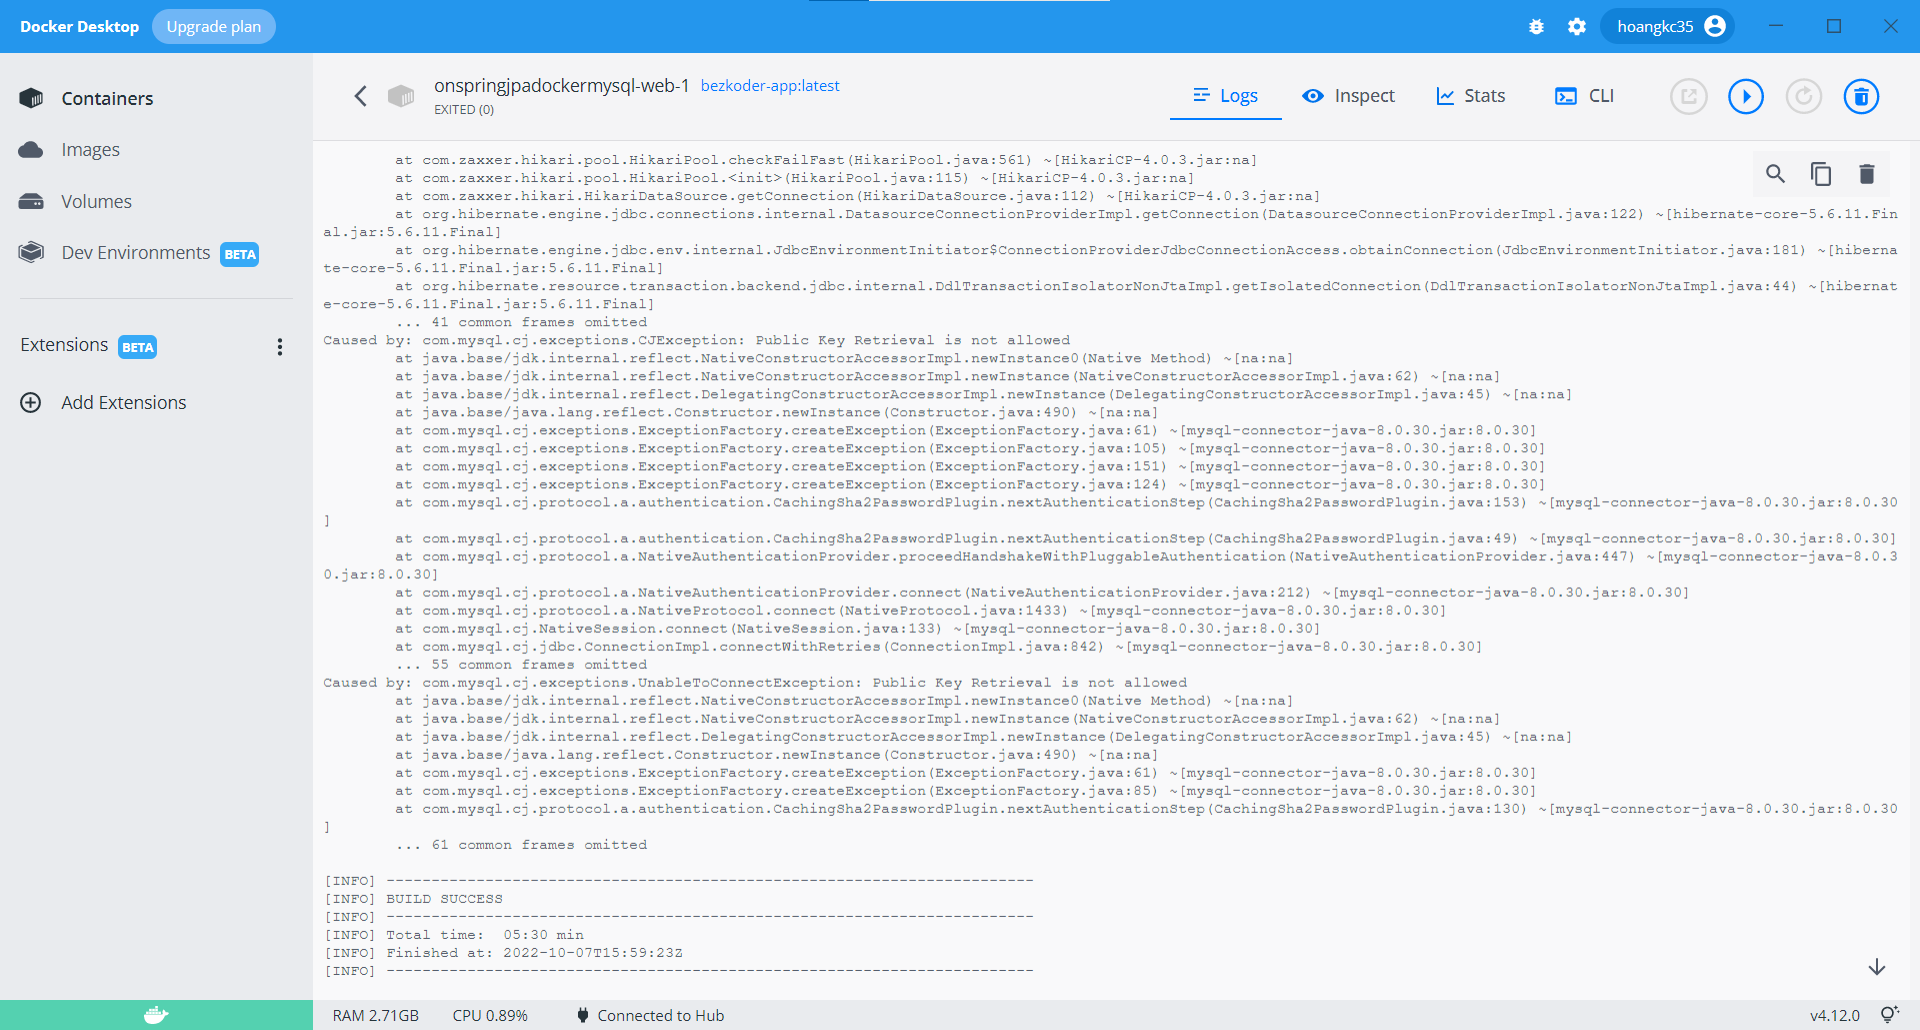 Docker Desktop Upgrade plan hoangkc35
Containers
Images
Volumes
Dev Environments BETA
Extensions BETA
Add Extensions
onspringjpadockermysql-web-1 bezkoder-app:latest
EXITED (0)
Logs Inspect Stats CLI
at com.zaxxer.hikari.pool.HikariPool.checkFailFast(HikariPool.java:561) ~[HikariCP-4.0.3.jar:na]
at com.zaxxer.hikari.pool.HikariPool.<init>(HikariPool.java:115) ~[HikariCP-4.0.3.jar:na]
at com.zaxxer.hikari.HikariDataSource.getConnection(HikariDataSource.java:112) ~[HikariCP-4.0.3.jar:na]
at org.hibernate.engine.jdbc.connections.internal.DatasourceConnectionProviderImpl.getConnection(DatasourceConnectionProviderImpl.java:122) ~[hibernate-core-5.6.11.Fin
al.jar:5.6.11.Final]
at org.hibernate.engine.jdbc.env.internal.JdbcEnvironmentInitiator$ConnectionProviderJdbcConnectionAccess.obtainConnection(JdbcEnvironmentInitiator.java:181) ~[hiberna
te-core-5.6.11.Final.jar:5.6.11.Final]
at org.hibernate.resource.transaction.backend.jdbc.internal.DdlTransactionIsolatorNonJtaImpl.getIsolatedConnection(DdlTransactionIsolatorNonJtaImpl.java:44) ~[hibernat
e-core-5.6.11.Final.jar:5.6.11.Final]
... 41 common frames omitted
Caused by: com.mysql.cj.exceptions.CJException: Public Key Retrieval is not allowed
at java.base/jdk.internal.reflect.NativeConstructorAccessorImpl.newInstance0(Native Method) ~[na:na]
at java.base/jdk.internal.reflect.NativeConstructorAccessorImpl.newInstance(NativeConstructorAccessorImpl.java:62) ~[na:na]
at java.base/jdk.internal.reflect.DelegatingConstructorAccessorImpl.newInstance(DelegatingConstructorAccessorImpl.java:45) ~[na:na]
at java.base/java.lang.reflect.Constructor.newInstance(Constructor.java:490) ~[na:na]
at com.mysql.cj.exceptions.ExceptionFactory.createException(ExceptionFactory.java:61) ~[mysql-connector-java-8.0.30.jar:8.0.30]
at com.mysql.cj.exceptions.ExceptionFactory.createException(ExceptionFactory.java:105) ~[mysql-connector-java-8.0.30.jar:8.0.30]
at com.mysql.cj.exceptions.ExceptionFactory.createException(ExceptionFactory.java:151) ~[mysql-connector-java-8.0.30.jar:8.0.30]
at com.mysql.cj.exceptions.ExceptionFactory.createException(ExceptionFactory.java:124) ~[mysql-connector-java-8.0.30.jar:8.0.30]
at com.mysql.cj.protocol.a.authentication.CachingSha2PasswordPlugin.nextAuthenticationStep(CachingSha2PasswordPlugin.java:153) ~[mysql-connector-java-8.0.30.jar:8.0.30
]
at com.mysql.cj.protocol.a.authentication.CachingSha2PasswordPlugin.nextAuthenticationStep(CachingSha2PasswordPlugin.java:49) ~[mysql-connector-java-8.0.30.jar:8.0.30]
at com.mysql.cj.protocol.a.NativeAuthenticationProvider.proceedHandshakeWithPluggableAuthentication(NativeAuthenticationProvider.java:447) ~[mysql-connector-java-8.0.3
0.jar:8.0.30]
at com.mysql.cj.protocol.a.NativeAuthenticationProvider.connect(NativeAuthenticationProvider.java:212) ~[mysql-connector-java-8.0.30.jar:8.0.30]
at com.mysql.cj.protocol.a.NativeProtocol.connect(NativeProtocol.java:1433) ~[mysql-connector-java-8.0.30.jar:8.0.30]
at com.mysql.cj.NativeSession.connect(NativeSession.java:133) ~[mysql-connector-java-8.0.30.jar:8.0.30]
at com.mysql.cj.jdbc.ConnectionImpl.connectWithRetries(ConnectionImpl.java:842) ~[mysql-connector-java-8.0.30.jar:8.0.30]
... 55 common frames omitted
Caused by: com.mysql.cj.exceptions.UnableToConnectException: Public Key Retrieval is not allowed
at java.base/jdk.internal.reflect.NativeConstructorAccessorImpl.newInstance0(Native Method) ~[na:na]
at java.base/jdk.internal.reflect.NativeConstructorAccessorImpl.newInstance(NativeConstructorAccessorImpl.java:62) ~[na:na]
at java.base/jdk.internal.reflect.DelegatingConstructorAccessorImpl.newInstance(DelegatingConstructorAccessorImpl.java:45) ~[na:na]
at java.base/java.lang.reflect.Constructor.newInstance(Constructor.java:490) ~[na:na]
at com.mysql.cj.exceptions.ExceptionFactory.createException(ExceptionFactory.java:61) ~[mysql-connector-java-8.0.30.jar:8.0.30]
at com.mysql.cj.exceptions.ExceptionFactory.createException(ExceptionFactory.java:85) ~[mysql-connector-java-8.0.30.jar:8.0.30]
at com.mysql.cj.protocol.a.authentication.CachingSha2PasswordPlugin.nextAuthenticationStep(CachingSha2PasswordPlugin.java:130) ~[mysql-connector-java-8.0.30.jar:8.0.30
]
... 61 common frames omitted
[INFO] ------------------------------------------------------------------------
[INFO] BUILD SUCCESS
[INFO] ------------------------------------------------------------------------
[INFO] Total time:  05:30 min
[INFO] Finished at: 2022-10-07T15:59:23Z
[INFO] ------------------------------------------------------------------------
RAM 2.71GB CPU 0.89% Connected to Hub v4.12.0